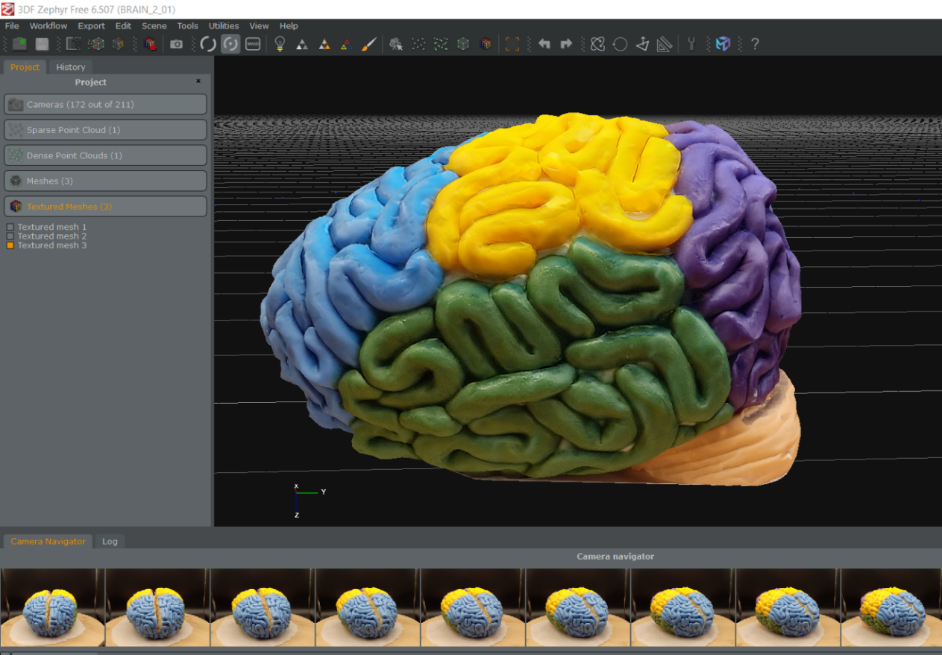 3DF Zephyr Free 6.507 (BRAIN_2_01)
File Workflow Export Edit Scene Tools Utilities View Help
Project History
Project
Cameras (172 out of 211)
Sparse Point Cloud (1)
Dense Point Clouds (1)
Meshes (3)
Textured Meshes (3)
Textured mesh 1
Textured mesh 2
Textured mesh 3
X
Y
Z
Camera Navigator Log
Camera navigator